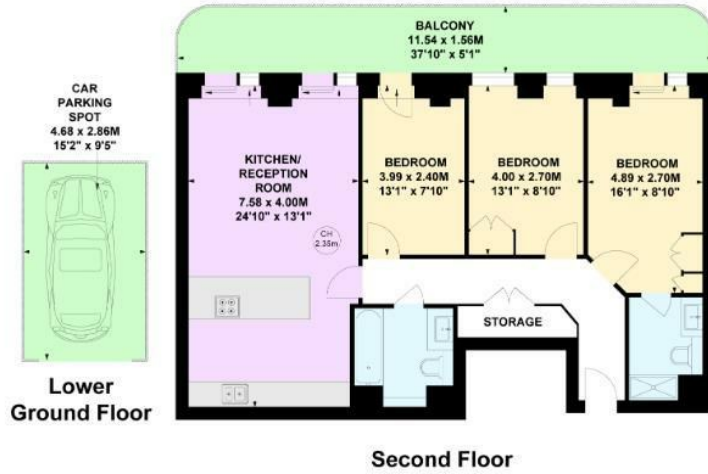 BALCONY
11.54 x 1.56M
37'10" x 5'1"
CAR
PARKING
SPOT
4.68 x 2.86M
15'2" x 9'5"
KITCHEN/
RECEPTION
ROOM
7.58 x 4.00M
24'10" x 13'1"
CH
2.35m
BEDROOM
3.99 x 2.40M
13'1" x 7'10"
BEDROOM
4.00 x 2.70M
13'1" x 8'10"
BEDROOM
4.89 x 2.70M
16'1" x 8'10"
STORAGE
Lower
Ground Floor
Second Floor